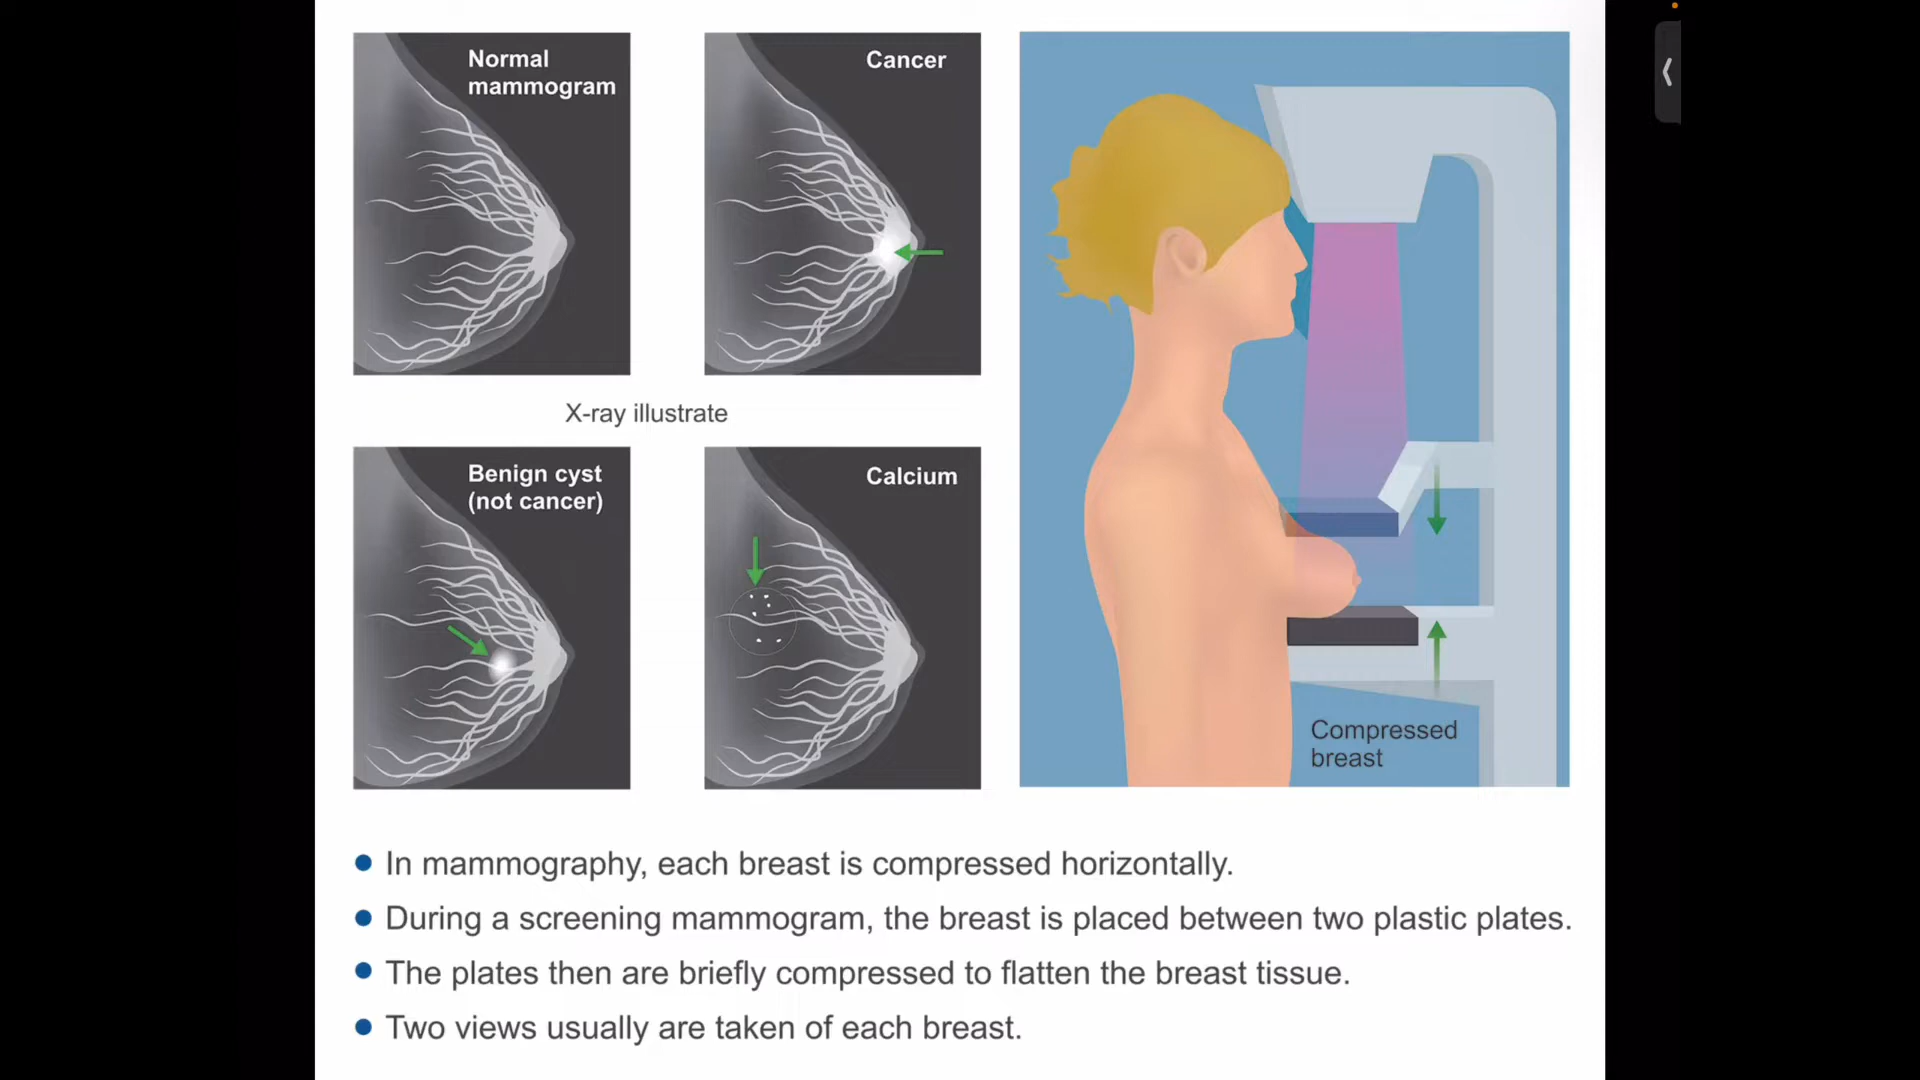 Normal
mammogram
Cancer
X-ray illustrate
Benign cyst
(not cancer)
Calcium
Compressed
breast
In mammography, each breast is compressed horizontally.
During a screening mammogram, the breast is placed between two plastic plates.
The plates then are briefly compressed to flatten the breast tissue.
Two views usually are taken of each breast.